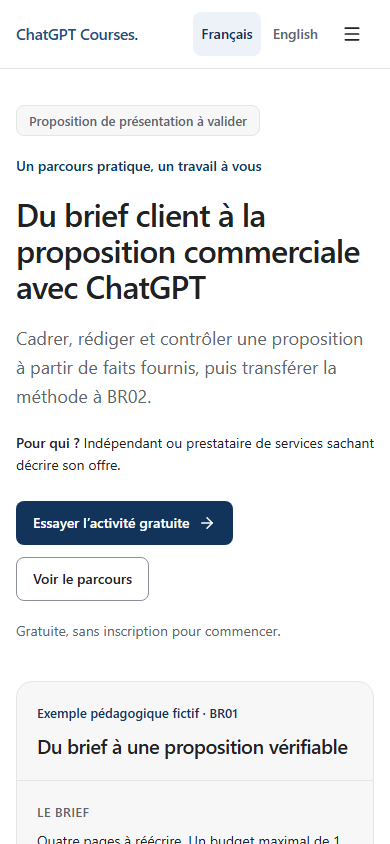 ChatGPT Courses.
Français
English
Proposition de présentation à valider
Un parcours pratique, un travail à vous
Du brief client à la
proposition commerciale
avec ChatGPT
Cadrer, rédiger et contrôler une proposition
à partir de faits fournis, puis transférer la
méthode à BR02.
Pour qui ? Indépendant ou prestataire de services sachant
décrire son offre.
Essayer l’activité gratuite
Voir le parcours
Gratuite, sans inscription pour commencer.
Exemple pédagogique fictif · BR01
Du brief à une proposition vérifiable
LE BRIEF
Quatre pages à réécrire. Un budget maximal de 1